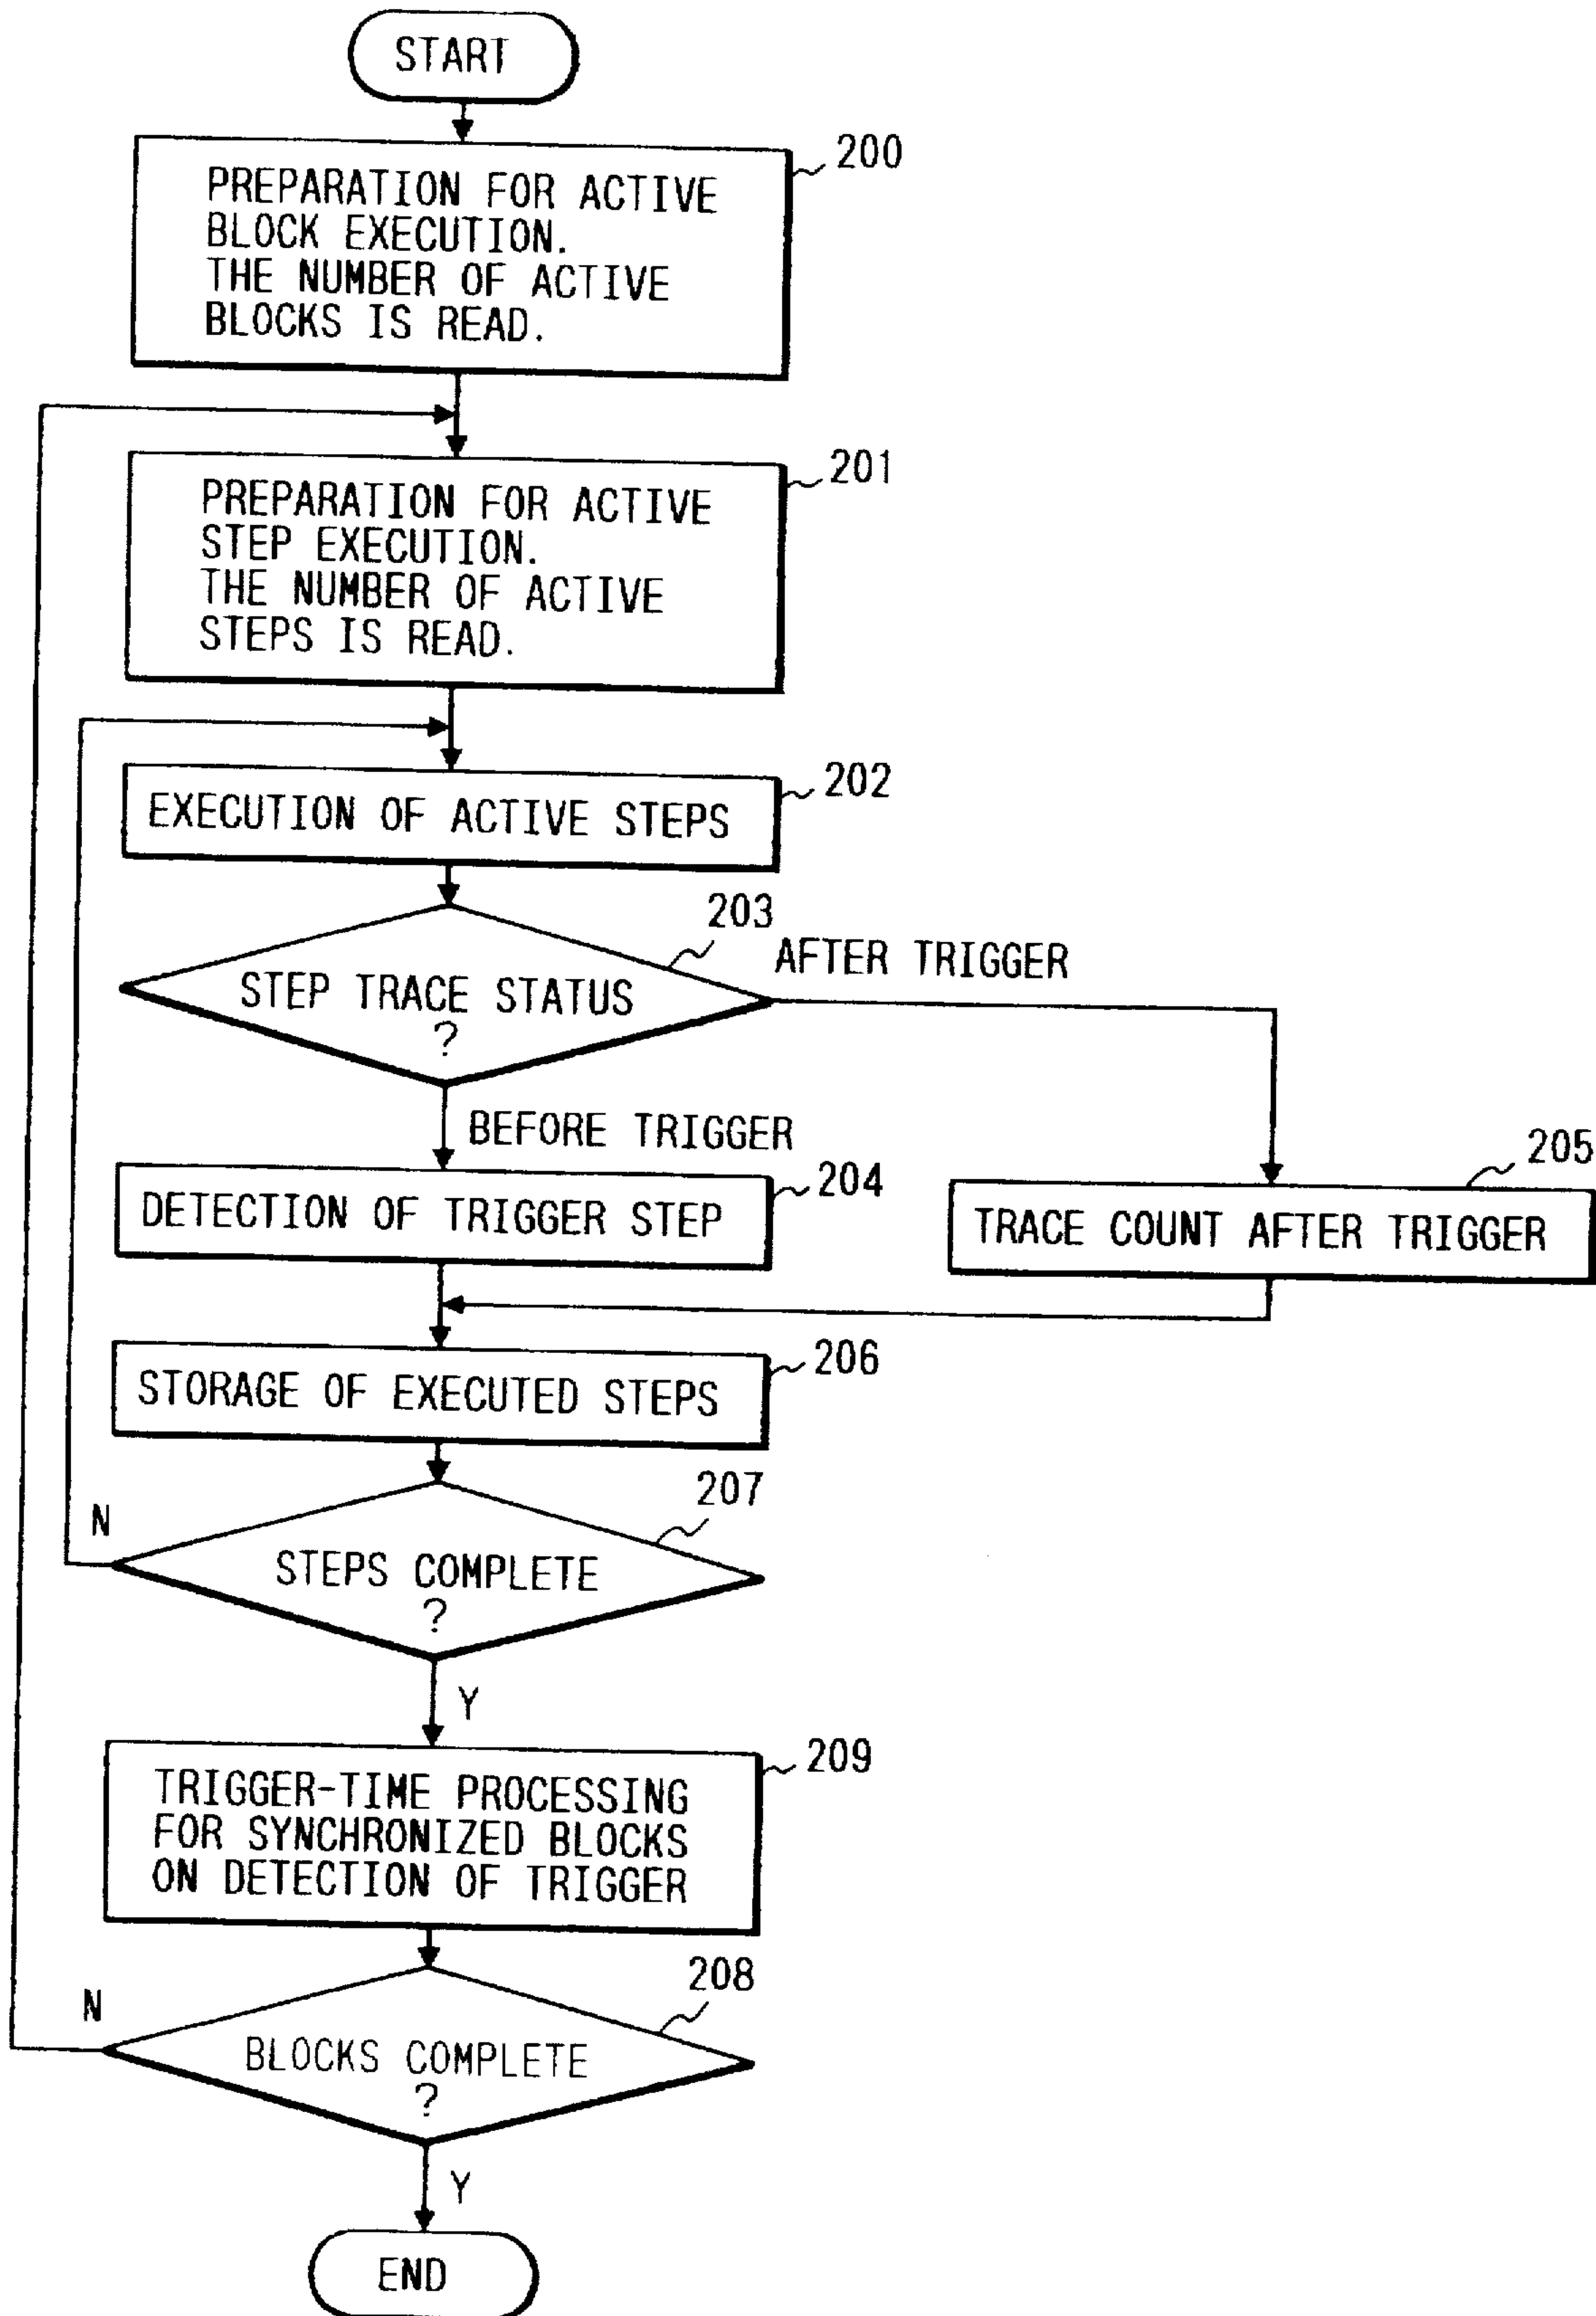 START
200
PREPARATION FOR ACTIVE
BLOCK EXECUTION.
THE NUMBER OF ACTIVE
BLOCKS IS READ.
201
PREPARATION FOR ACTIVE
STEP EXECUTION.
THE NUMBER OF ACTIVE
STEPS IS READ.
202
EXECUTION OF ACTIVE STEPS
203
AFTER TRIGGER
STEP TRACE STATUS
?
BEFORE TRIGGER
204
DETECTION OF TRIGGER STEP
205
TRACE COUNT AFTER TRIGGER
206
STORAGE OF EXECUTED STEPS
207
N
STEPS COMPLETE
?
Y
209
TRIGGER-TIME PROCESSING
FOR SYNCHRONIZED BLOCKS
ON DETECTION OF TRIGGER
208
N
BLOCKS COMPLETE
?
Y
END